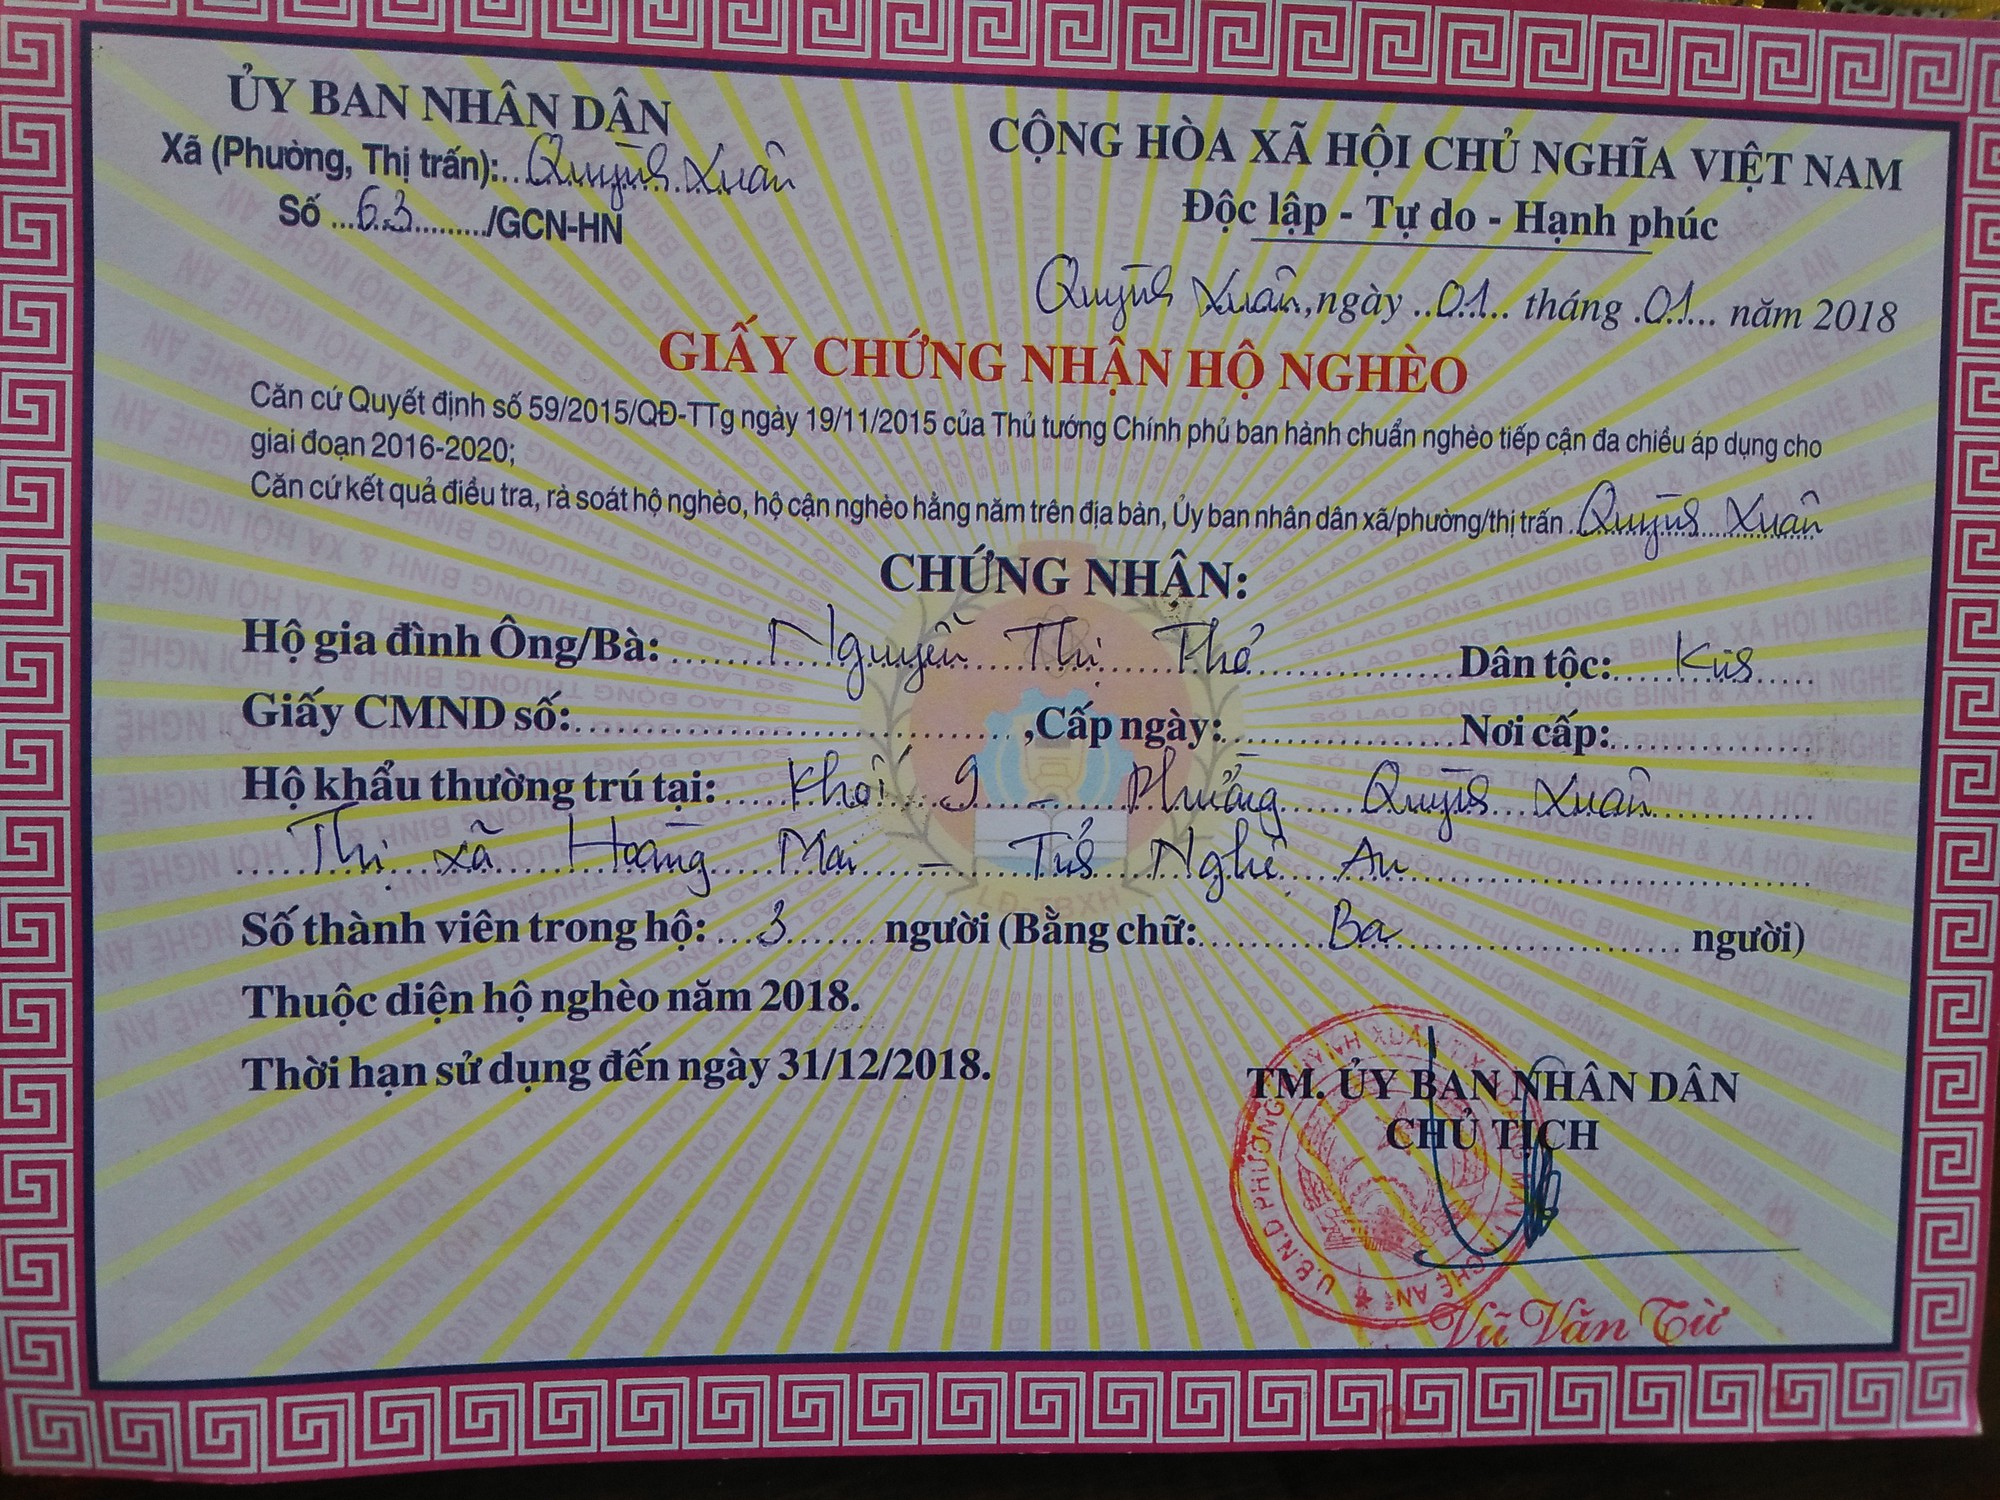 ỦY BAN NHÂN DÂN
Xã (Phường, Thị trấn): Quỳnh Xuân
Số 63 /GCN-HN
CỘNG HÒA XÃ HỘI CHỦ NGHĨA VIỆT NAM
Độc lập - Tự do - Hạnh phúc
Quỳnh Xuân, ngày 01 tháng 01 năm 2018
GIẤY CHỨNG NHẬN HỘ NGHÈO
Căn cứ Quyết định số 59/2015/QĐ-TTg ngày 19/11/2015 của Thủ tướng Chính phủ ban hành chuẩn nghèo tiếp cận đa chiều áp dụng cho
giai đoạn 2016-2020;
Căn cứ kết quả điều tra, rà soát hộ nghèo, hộ cận nghèo hằng năm trên địa bàn, Ủy ban nhân dân xã/phường/thị trấn Quỳnh Xuân
CHỨNG NHẬN:
Hộ gia đình Ông/Bà: Nguyễn Thị Thỏ Dân tộc: Kinh
Giấy CMND số: , Cấp ngày: Nơi cấp:
Hộ khẩu thường trú tại: Khối 9 - Phường Quỳnh Xuân
Thị xã Hoàng Mai - Tỉnh Nghệ An
Số thành viên trong hộ: 3 người (Bằng chữ: Ba người)
Thuộc diện hộ nghèo năm 2018.
Thời hạn sử dụng đến ngày 31/12/2018.
TM. ỦY BAN NHÂN DÂN
CHỦ TỊCH
U.B.N.D PHƯỜNG QUỲNH XUÂN T.X HOÀNG MAI T. NGHỆ AN
Vũ Văn Từ